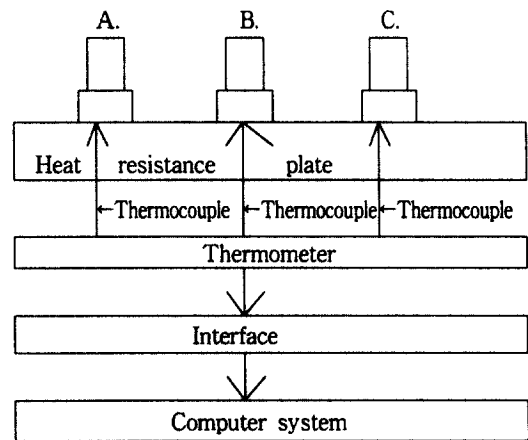 A. B. C.
Heat resistance plate
←Thermocouple ←Thermocouple ←Thermocouple
Thermometer
Interface
Computer system